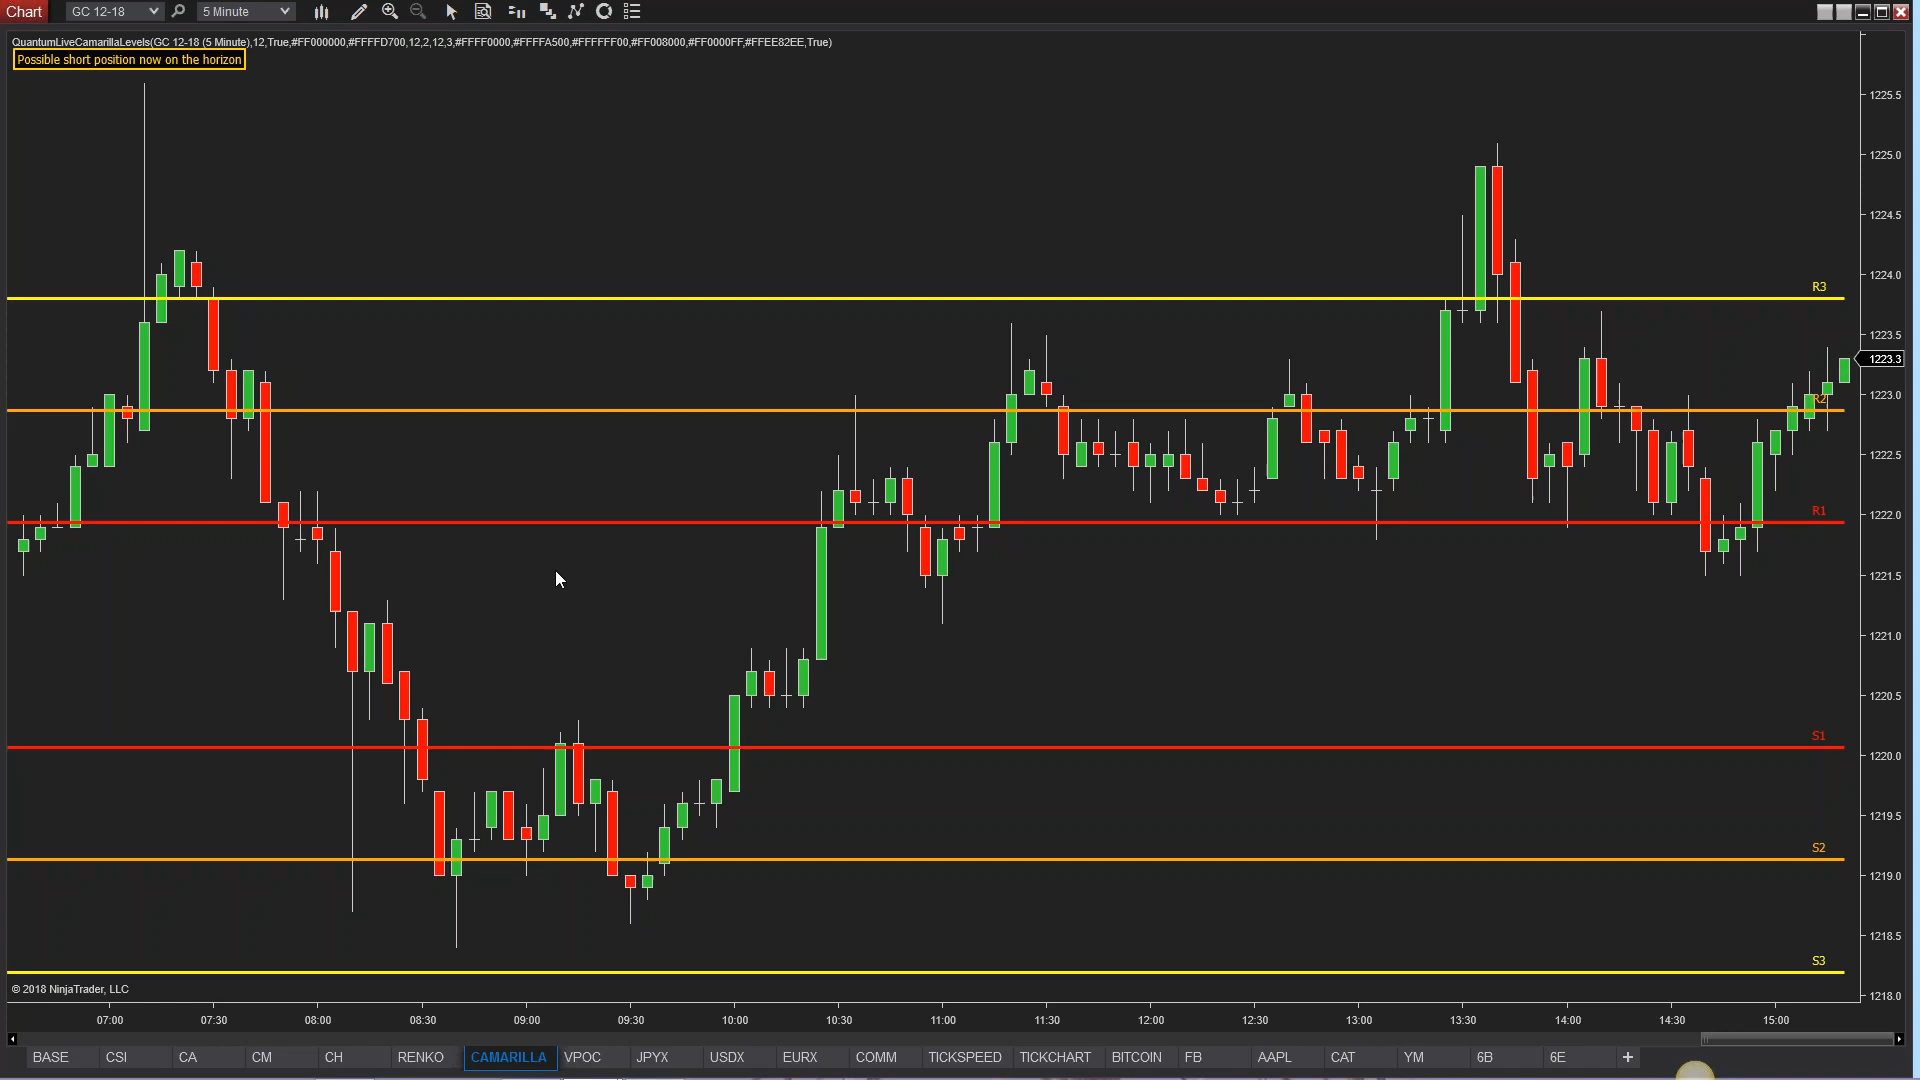 Chart GC 12-18 5 Minute
QuantumLiveCamarillaLevels(GC 12-18 (5 Minute),12,True,#FF000000,#FFFFD700,12,2,12,3,#FFFF0000,#FFFFA500,#FFFFFF00,#FF008000,#FF0000FF,#FFEE82EE,True)
Possible short position now on the horizon
1225.5
1225.0
1224.5
1224.0
R3
1223.5
1223.3
1223.0
R2
1222.5
R1
1222.0
1221.5
1221.0
1220.5
S1
1220.0
1219.5
S2
1219.0
1218.5
S3
© 2018 NinjaTrader, LLC
1218.0
07:00 07:30 08:00 08:30 09:00 09:30 10:00 10:30 11:00 11:30 12:00 12:30 13:00 13:30 14:00 14:30 15:00
BASE CSI CA CM CH RENKO CAMARILLA VPOC JPYX USDX EURX COMM TICKSPEED TICKCHART BITCOIN FB AAPL CAT YM 6B 6E +